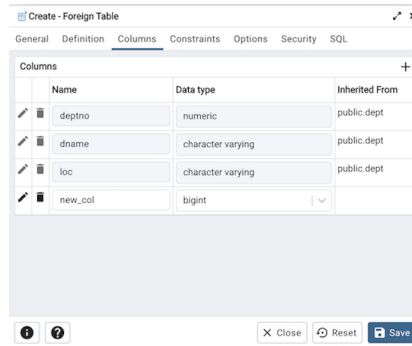 Create - Foreign Table
General Definition Columns Constraints Options Security SQL
Columns
Name Data type Inherited From
deptno numeric public.dept
dname character varying public.dept
loc character varying public.dept
new_col bigint
Close Reset Save